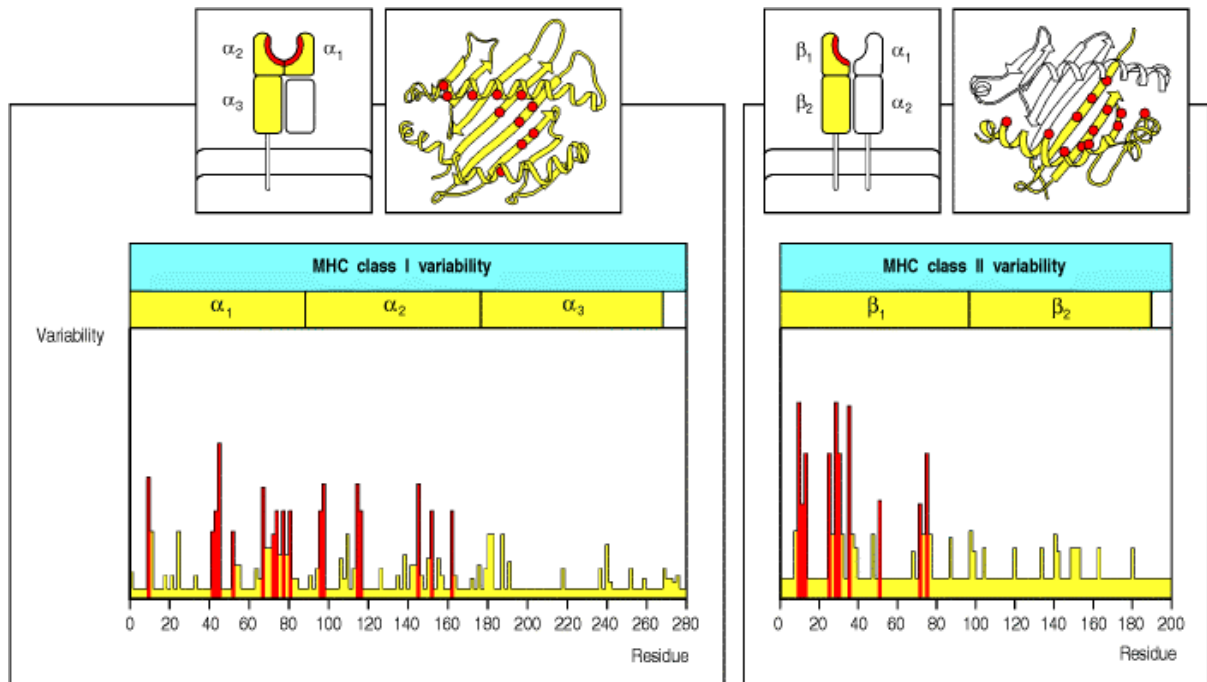 α2 α1
α3
β1 α1
β2 α2
MHC class I variability
α1 α2 α3
Variability
0 20 40 60 80 100 120 140 160 180 200 220 240 260 280
Residue
MHC class II variability
β1 β2
0 20 40 60 80 100 120 140 160 180 200
Residue